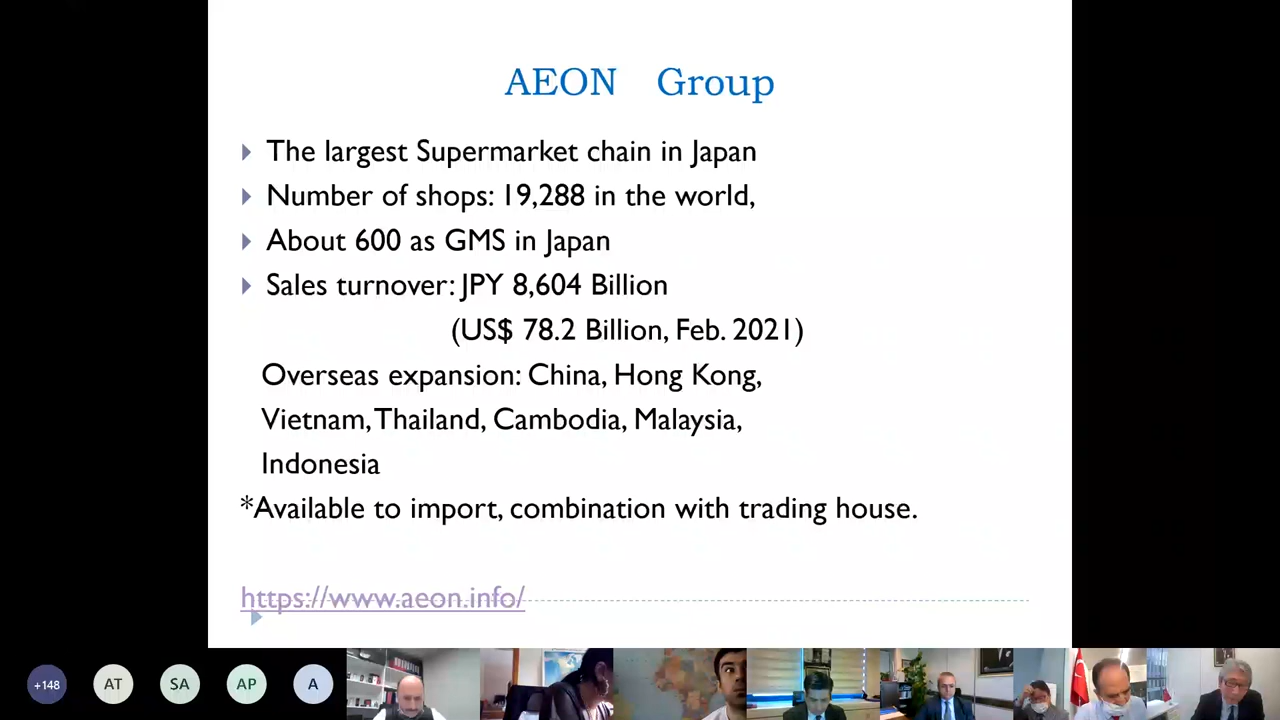 AEON Group
The largest Supermarket chain in Japan
Number of shops: 19,288 in the world,
About 600 as GMS in Japan
Sales turnover: JPY 8,604 Billion
(US$ 78.2 Billion, Feb. 2021)
Overseas expansion: China, Hong Kong,
Vietnam, Thailand, Cambodia, Malaysia,
Indonesia
*Available to import, combination with trading house.
https://www.aeon.info/
+148 AT SA AP A